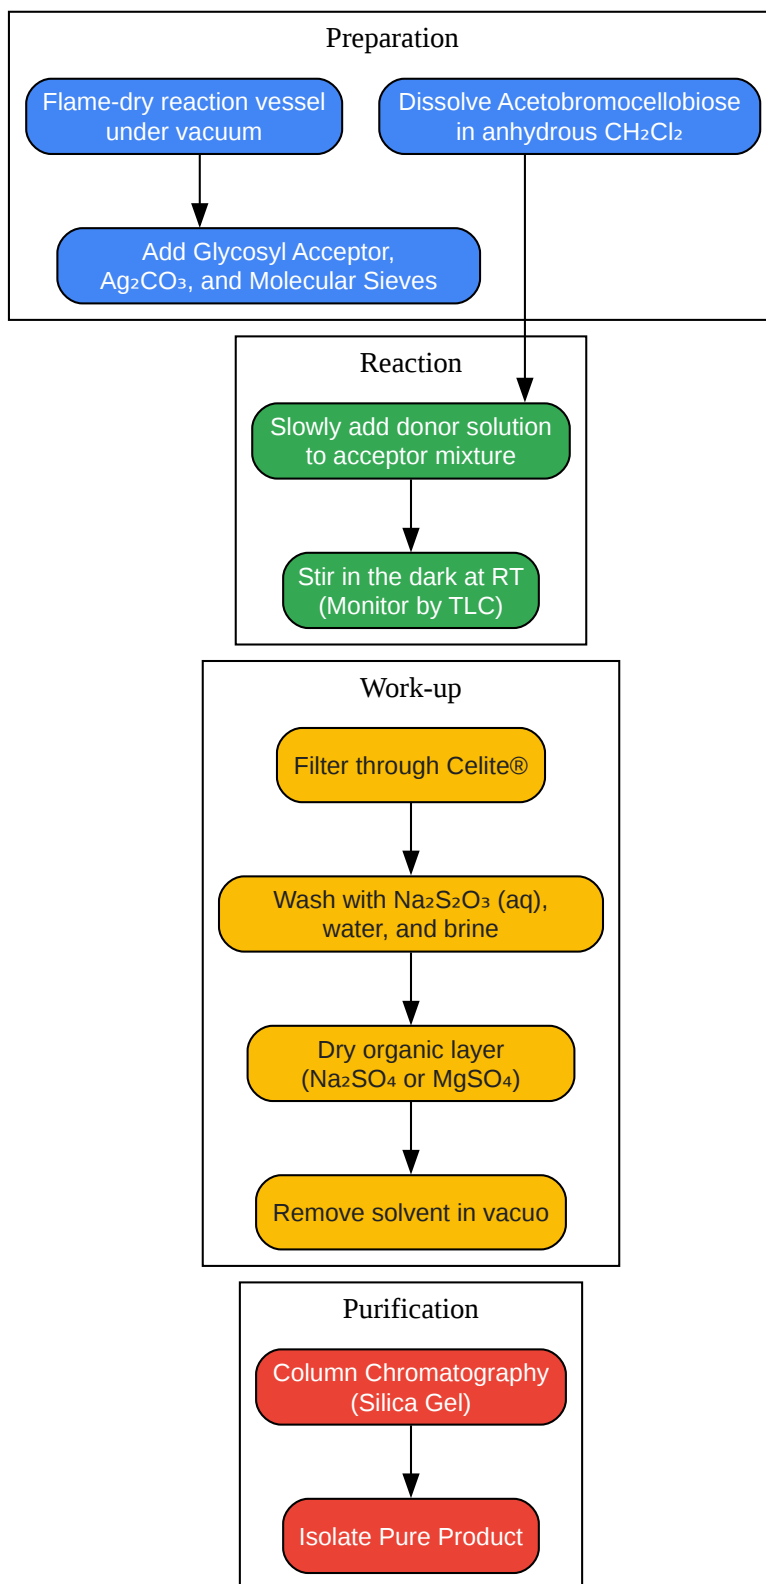 Preparation
Flame-dry reaction vessel
under vacuum
Dissolve Acetobromocellobiose
in anhydrous CH₂Cl₂
Add Glycosyl Acceptor,
Ag₂CO₃, and Molecular Sieves
Reaction
Slowly add donor solution
to acceptor mixture
Stir in the dark at RT
(Monitor by TLC)
Work-up
Filter through Celite®
Wash with Na₂S₂O₃ (aq),
water, and brine
Dry organic layer
(Na₂SO₄ or MgSO₄)
Remove solvent in vacuo
Purification
Column Chromatography
(Silica Gel)
Isolate Pure Product